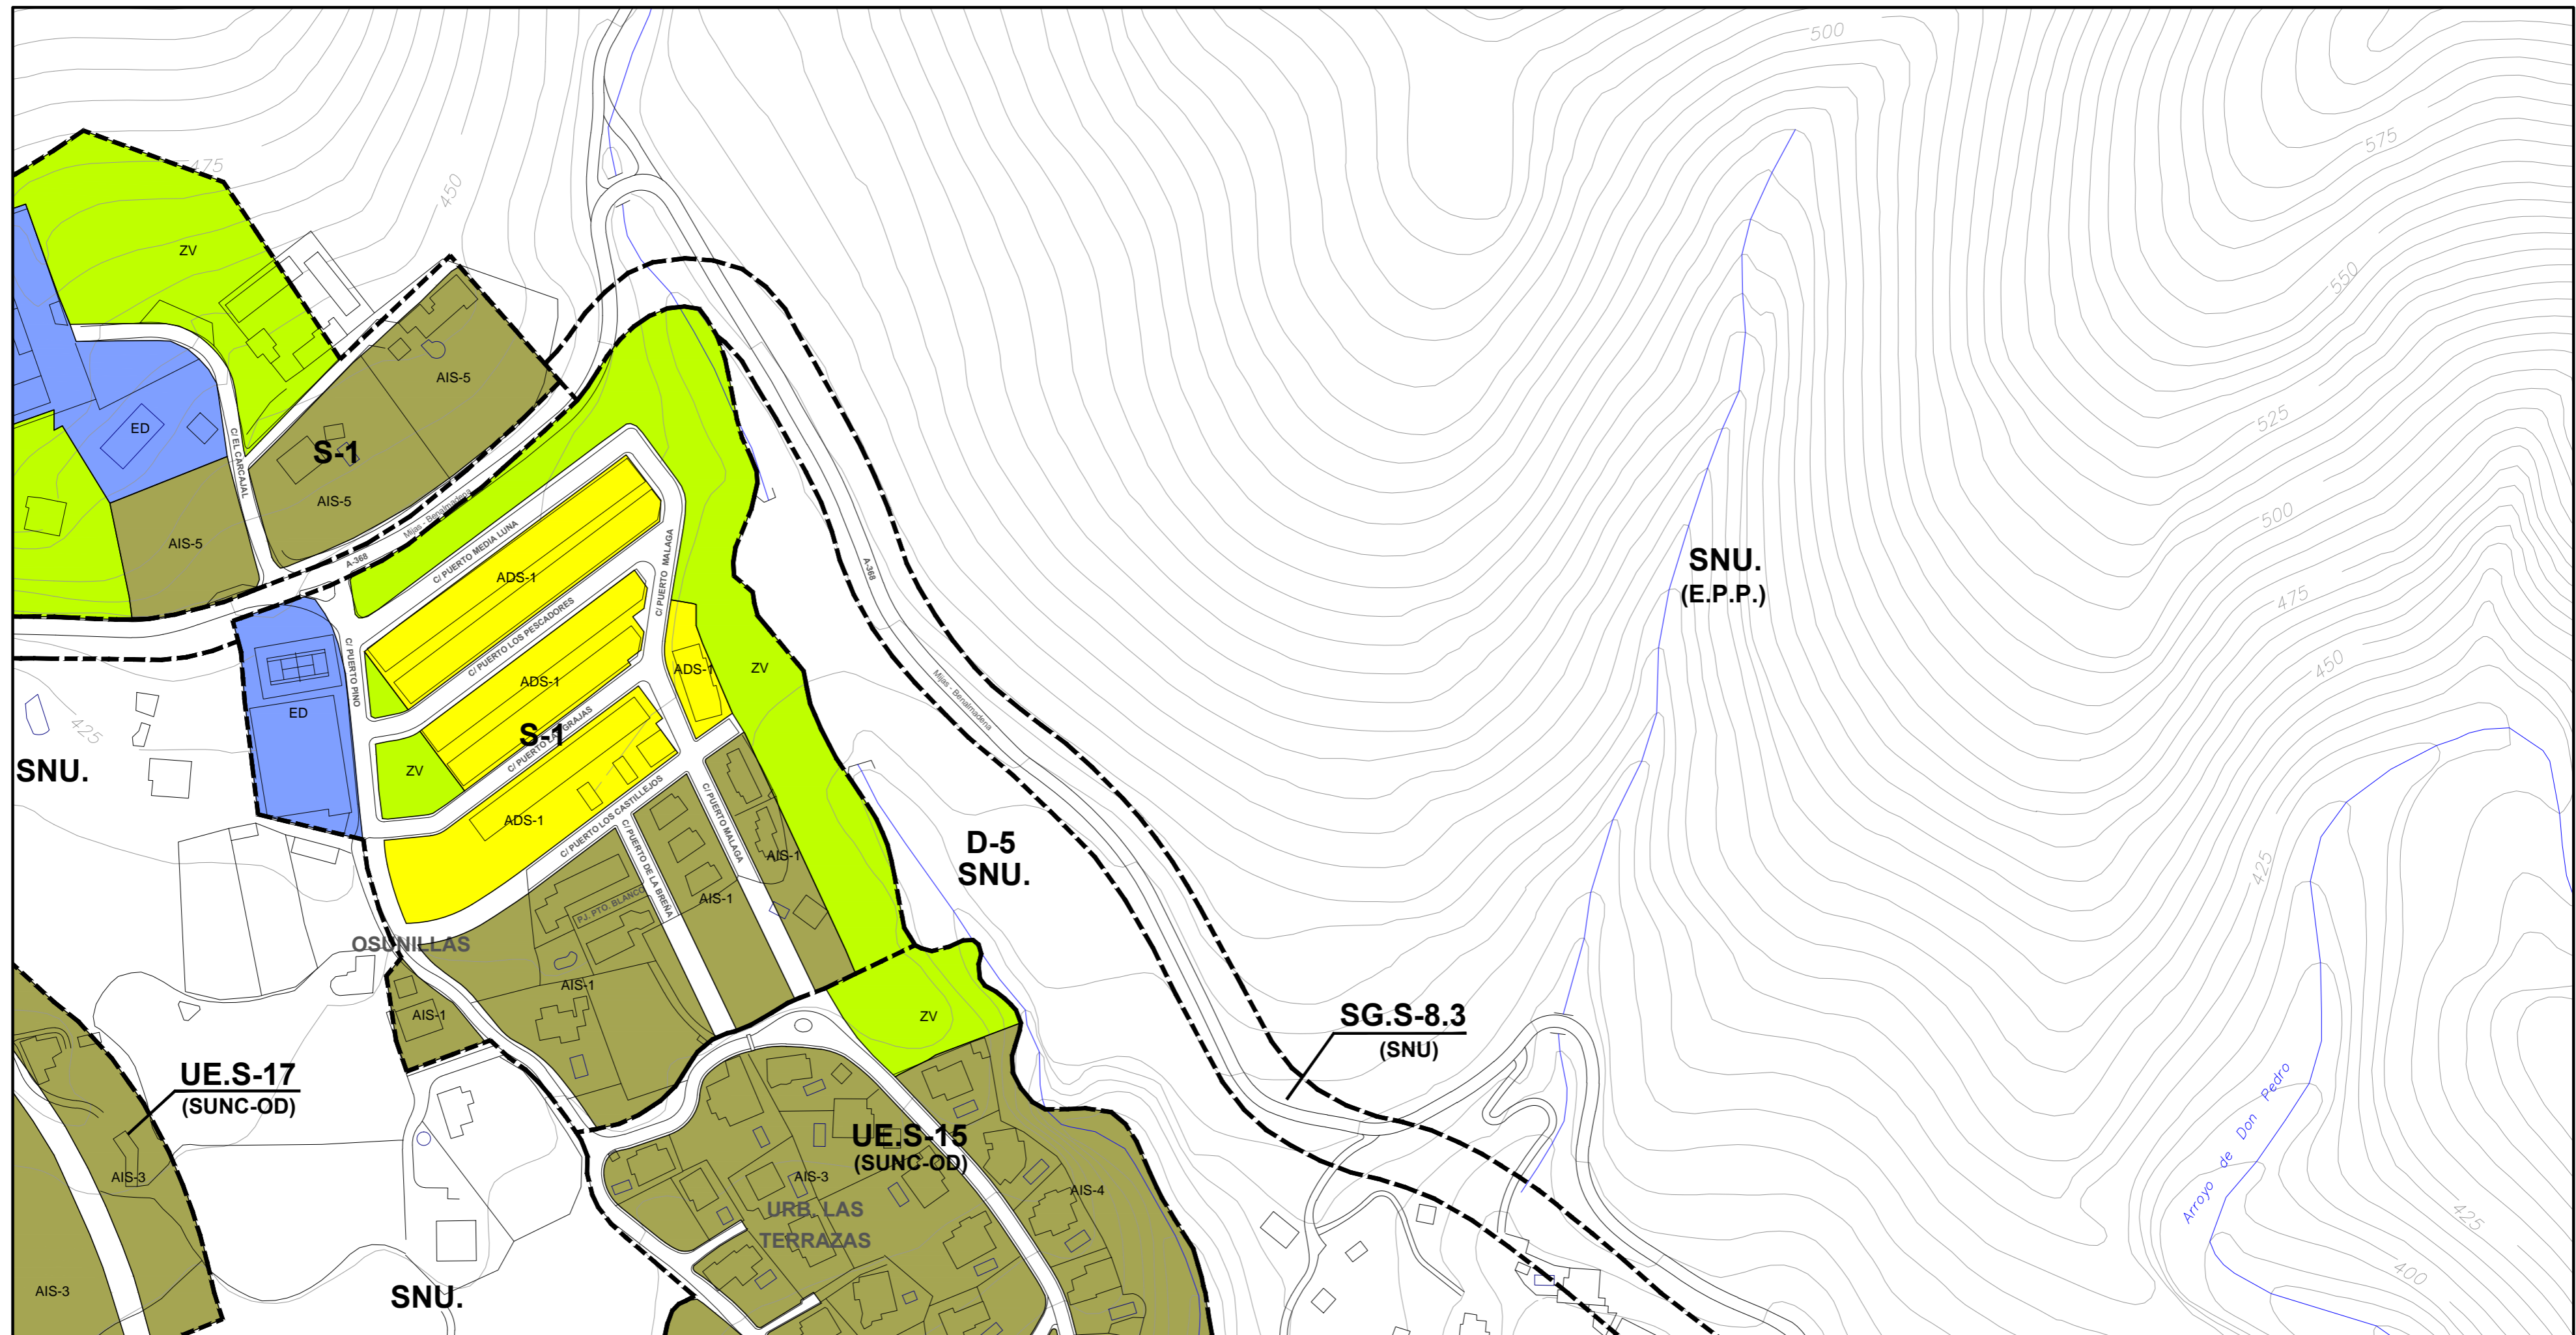 500
475
575
450
ZV
550
AIS-5
525
ED
C/ EL CARCAJAL
S-1
AIS-5
Mijas - Benalmadena
500
C/ PUERTO MEDIA LUNA
AIS-5
A-368
C/ PUERTO MALAGA
A-368
SNU.
(E.P.P.)
ADS-1
475
C/ PUERTO LOS PESCADORES
C/ PUERTO PINO
ADS-1
ZV
450
ADS-1
Mijas - Benalmadena
ED
425
S-1
C/ PUERTO LAS GRAJAS
SNU.
ZV
ADS-1
C/ PUERTO LOS CASTILLEJOS
C/ PUERTO MALAGA
C/ PUERTO DE LA BREÑA
AIS-1
D-5
SNU.
425
PJ. PTO. BLANCO
AIS-1
OSUNILLAS
AIS-1
AIS-1
ZV
SG.S-8.3
(SNU)
UE.S-17
(SUNC-OD)
Arroyo de Don Pedro
UE.S-15
(SUNC-OD)
AIS-3
AIS-3
AIS-4
URB. LAS
TERRAZAS
425
400
AIS-3
SNU.